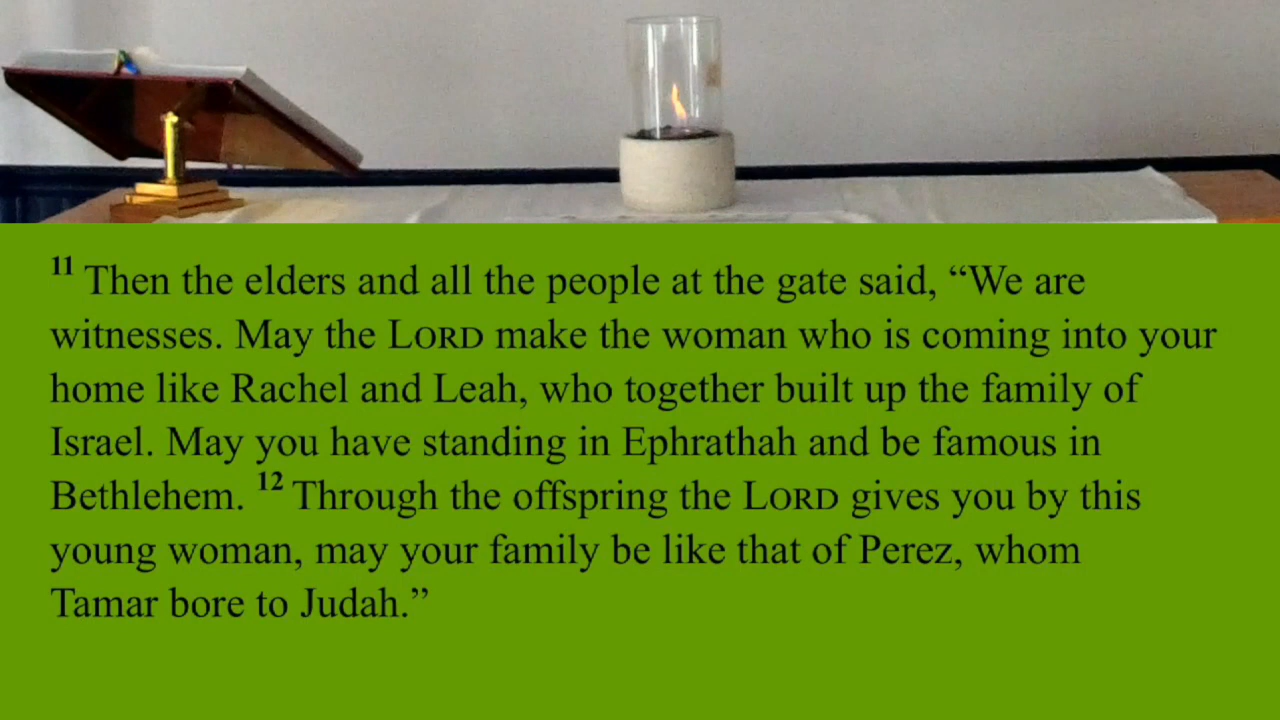 11 Then the elders and all the people at the gate said, “We are
witnesses. May the LORD make the woman who is coming into your
home like Rachel and Leah, who together built up the family of
Israel. May you have standing in Ephrathah and be famous in
Bethlehem. 12 Through the offspring the LORD gives you by this
young woman, may your family be like that of Perez, whom
Tamar bore to Judah.”